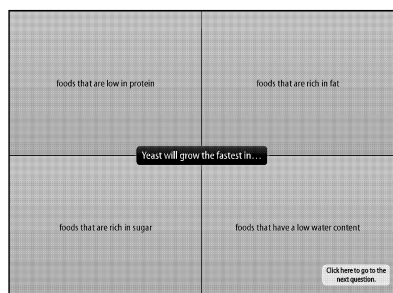 foods that are low in protein
foods that are rich in fat
Yeast will grow the fastest in...
foods that are rich in sugar
foods that have a low water content
Click here to go to the
next question.